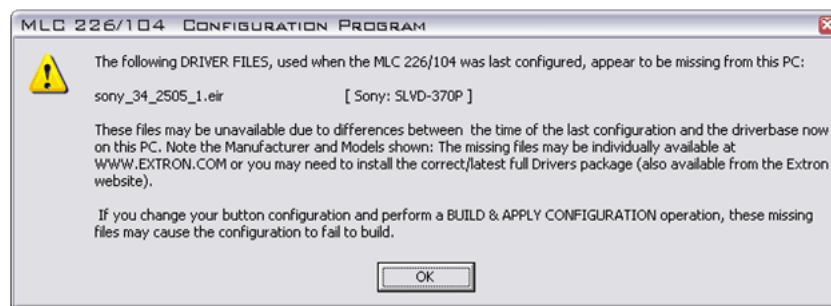 MLC 226/104 CONFIGURATION PROGRAM
The following DRIVER FILES, used when the MLC 226/104 was last configured, appear to be missing from this PC:
sony_34_2505_1.eir [ Sony: SLVD-370P ]
These files may be unavailable due to differences between the time of the last configuration and the driverbase now
on this PC. Note the Manufacturer and Models shown: The missing files may be individually available at
WWW.EXTRON.COM or you may need to install the correct/latest full Drivers package (also available from the Extron
website).
If you change your button configuration and perform a BUILD & APPLY CONFIGURATION operation, these missing
files may cause the configuration to fail to build.
OK